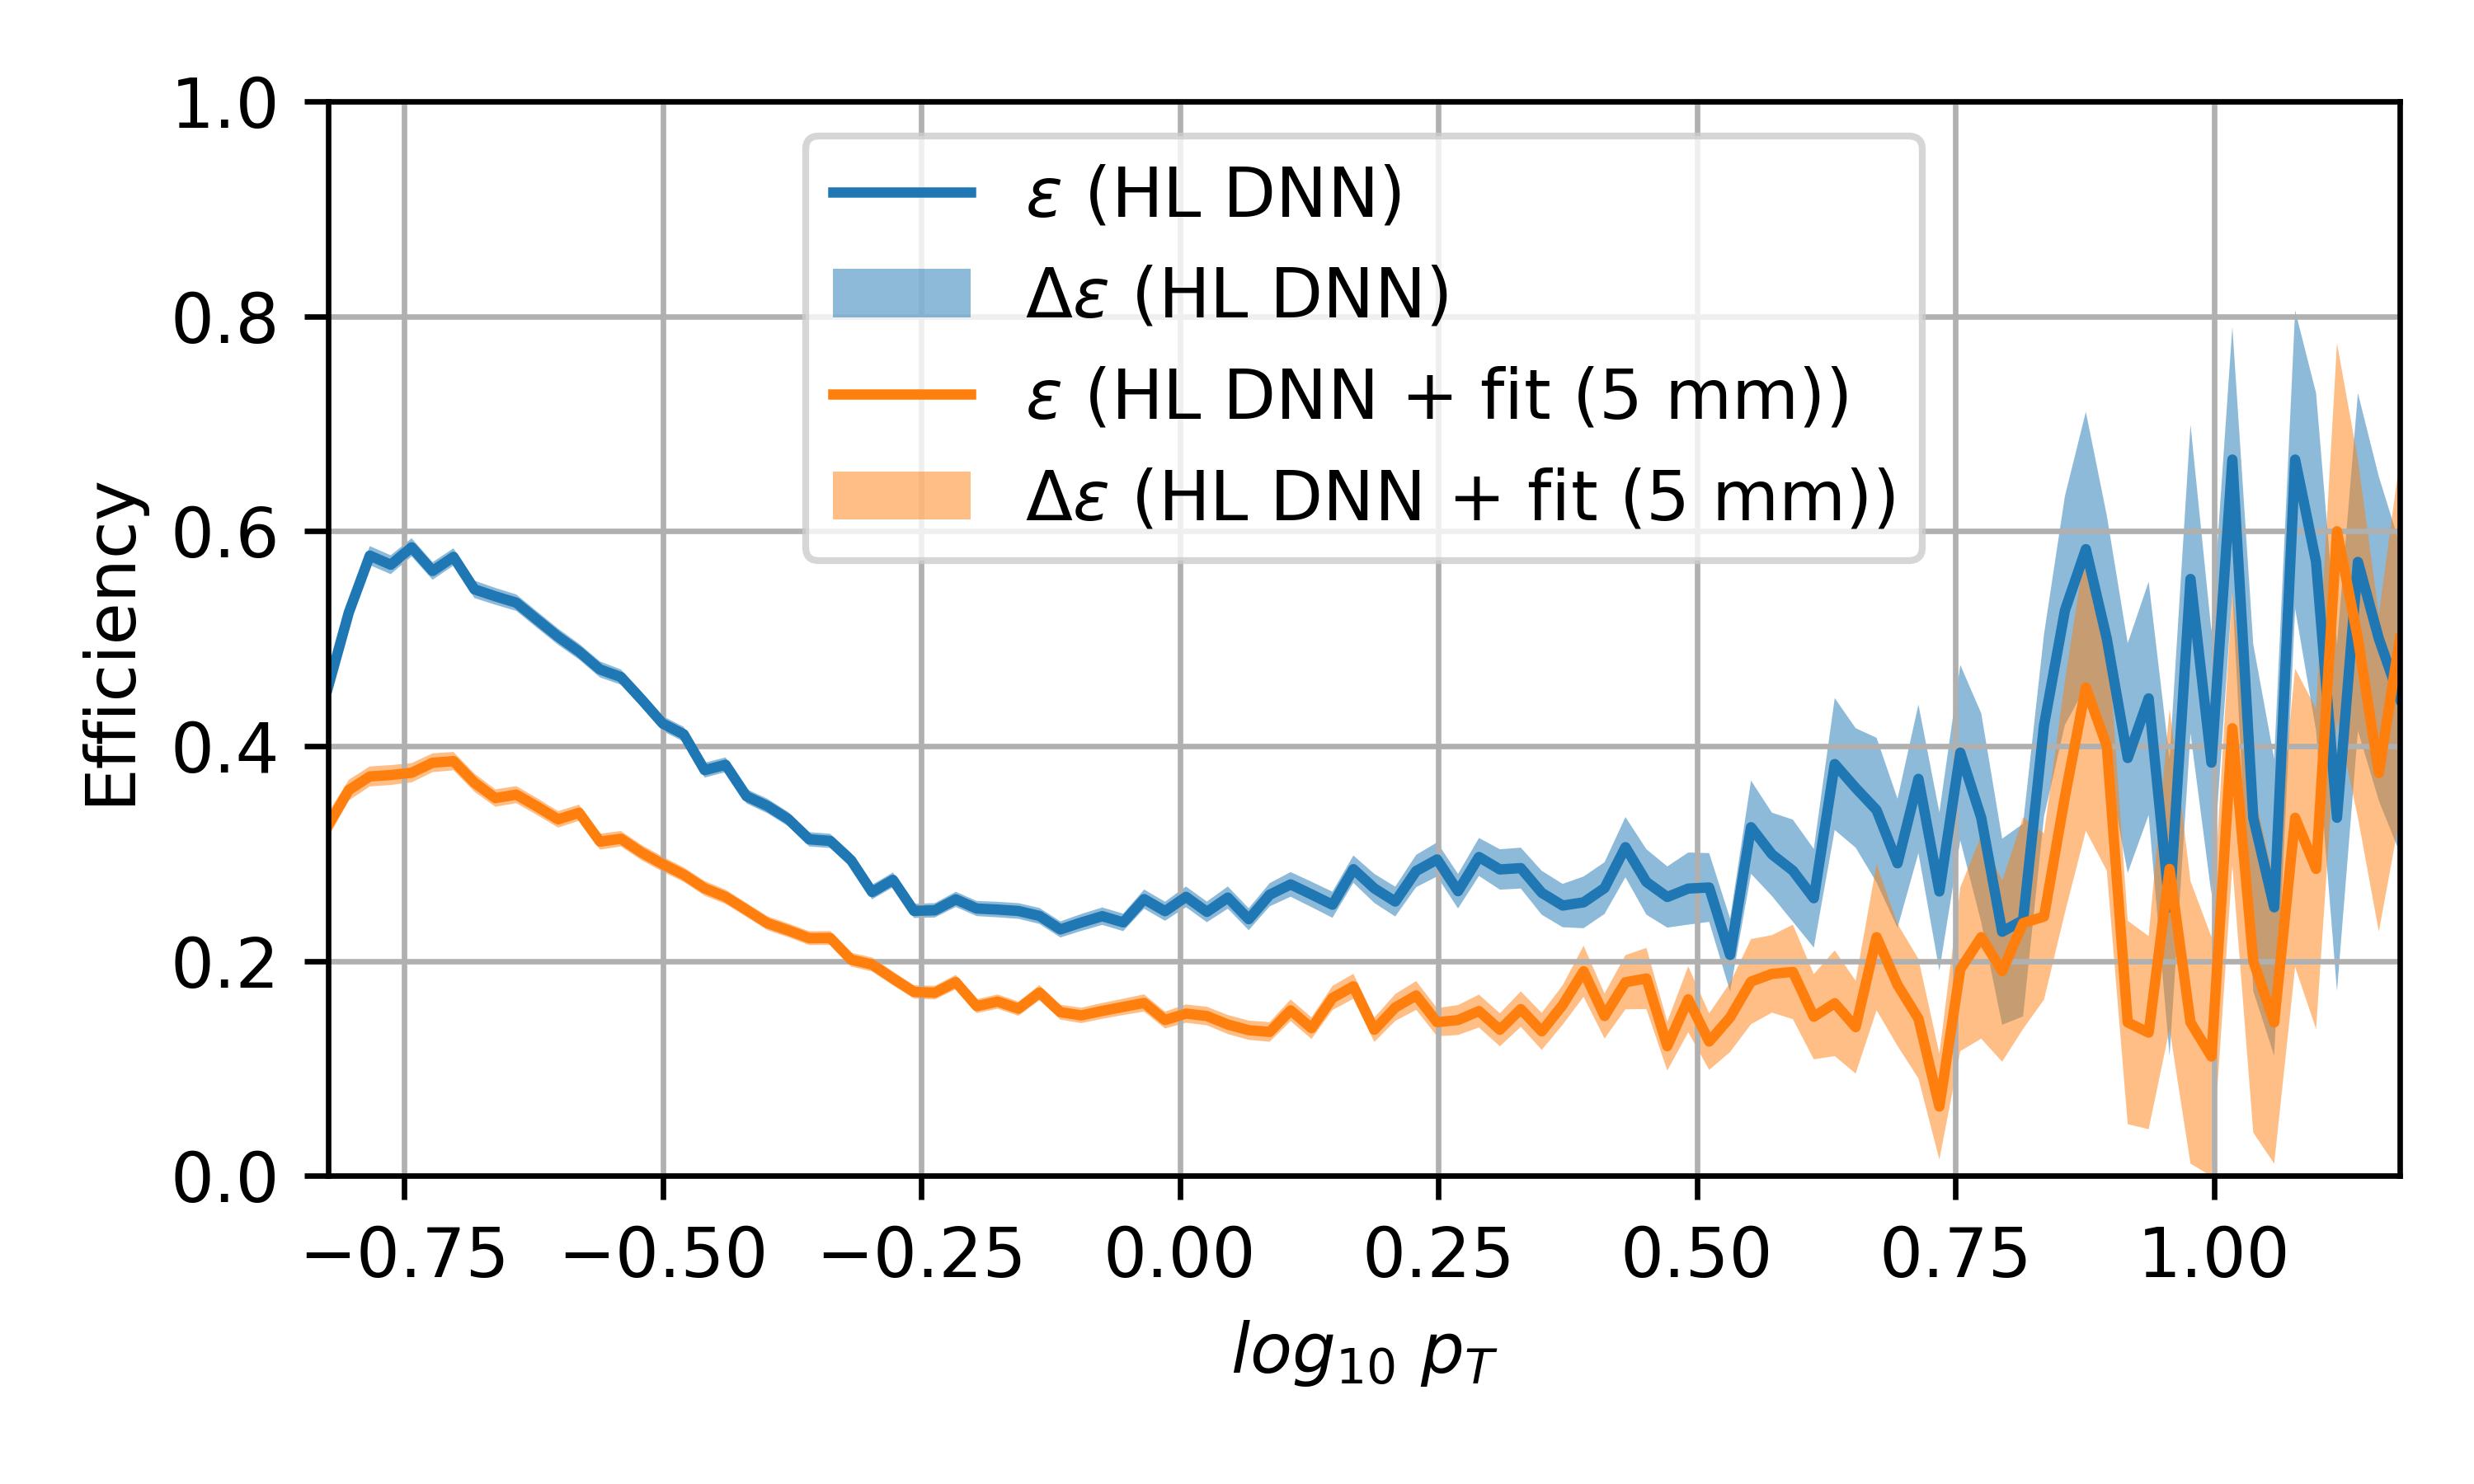 1.0
0.8
0.6
0.4
0.2
0.0
Efficiency
ε (HL DNN)
Δε (HL DNN)
ε (HL DNN + fit (5 mm))
Δε (HL DNN + fit (5 mm))
−0.75 −0.50 −0.25 0.00 0.25 0.50 0.75 1.00
log₁₀ p_T